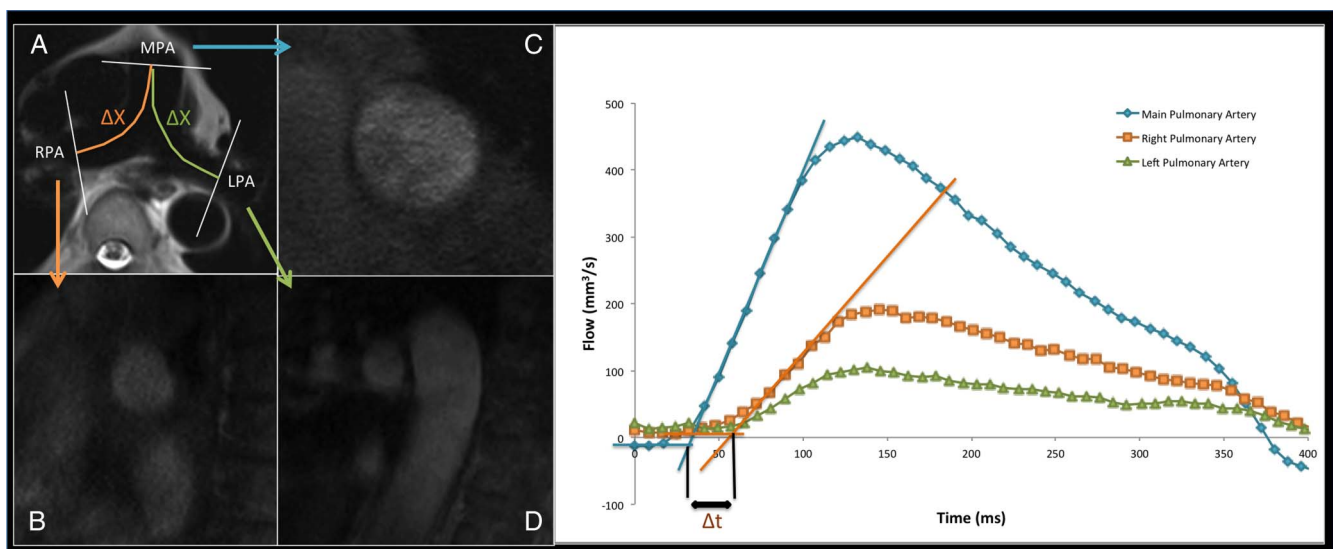 A
MPA
C
ΔX
ΔX
RPA
LPA
B
D
500
400
300
200
100
0
-100
Flow (mm³/s)
Main Pulmonary Artery
Right Pulmonary Artery
Left Pulmonary Artery
0
50
100
150
200
250
300
350
400
Δt
Time (ms)